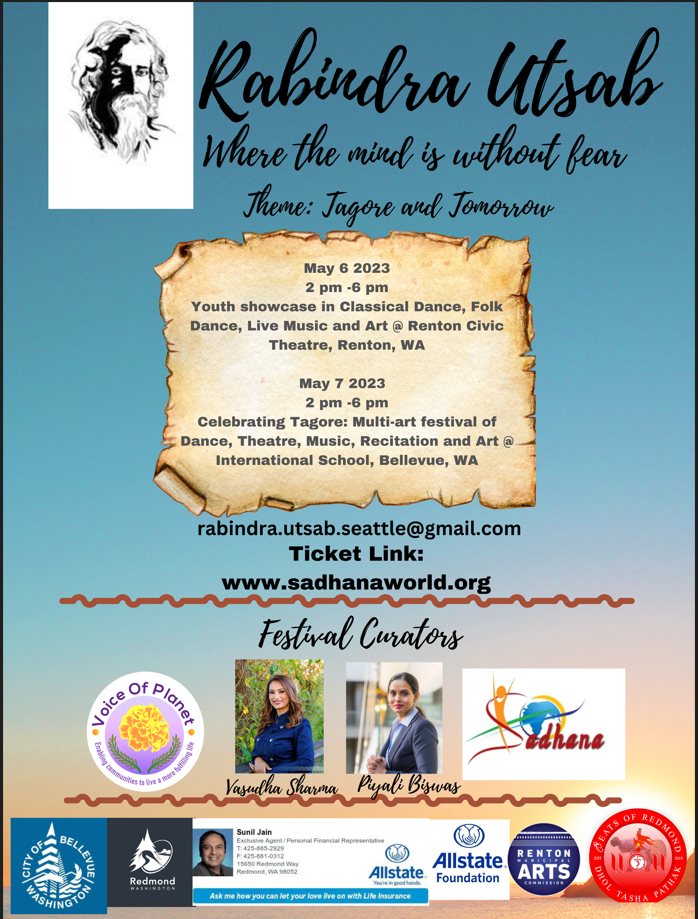 Rabindra Utsab
Where the mind is without fear
Theme: Tagore and Tomorrow
May 6 2023
2 pm -6 pm
Youth showcase in Classical Dance, Folk
Dance, Live Music and Art @ Renton Civic
Theatre, Renton, WA
May 7 2023
2 pm -6 pm
Celebrating Tagore: Multi-art festival of
Dance, Theatre, Music, Recitation and Art @
International School, Bellevue, WA
rabindra.utsab.seattle@gmail.com
Ticket Link:
www.sadhanaworld.org
Festival Curators
Voice Of Planet
Enabling communities to live a more fulfilling life
Vasudha Sharma
Piyali Biswas
Sadhana
CITY OF BELLEVUE
WASHINGTON
Redmond
WASHINGTON
Sunil Jain
Exclusive Agent / Personal Financial Representative
T: 425-885-2929
F: 425-881-0312
15650 Redmond Way
Redmond, WA 98052
Allstate
You're in good hands.
Ask me how you can let your love live on with Life Insurance
Allstate
Foundation
RENTON
MUNICIPAL
ARTS
COMMISSION
BEATS OF REDMOND
EST
2019
DHOL TASHA PATHAK